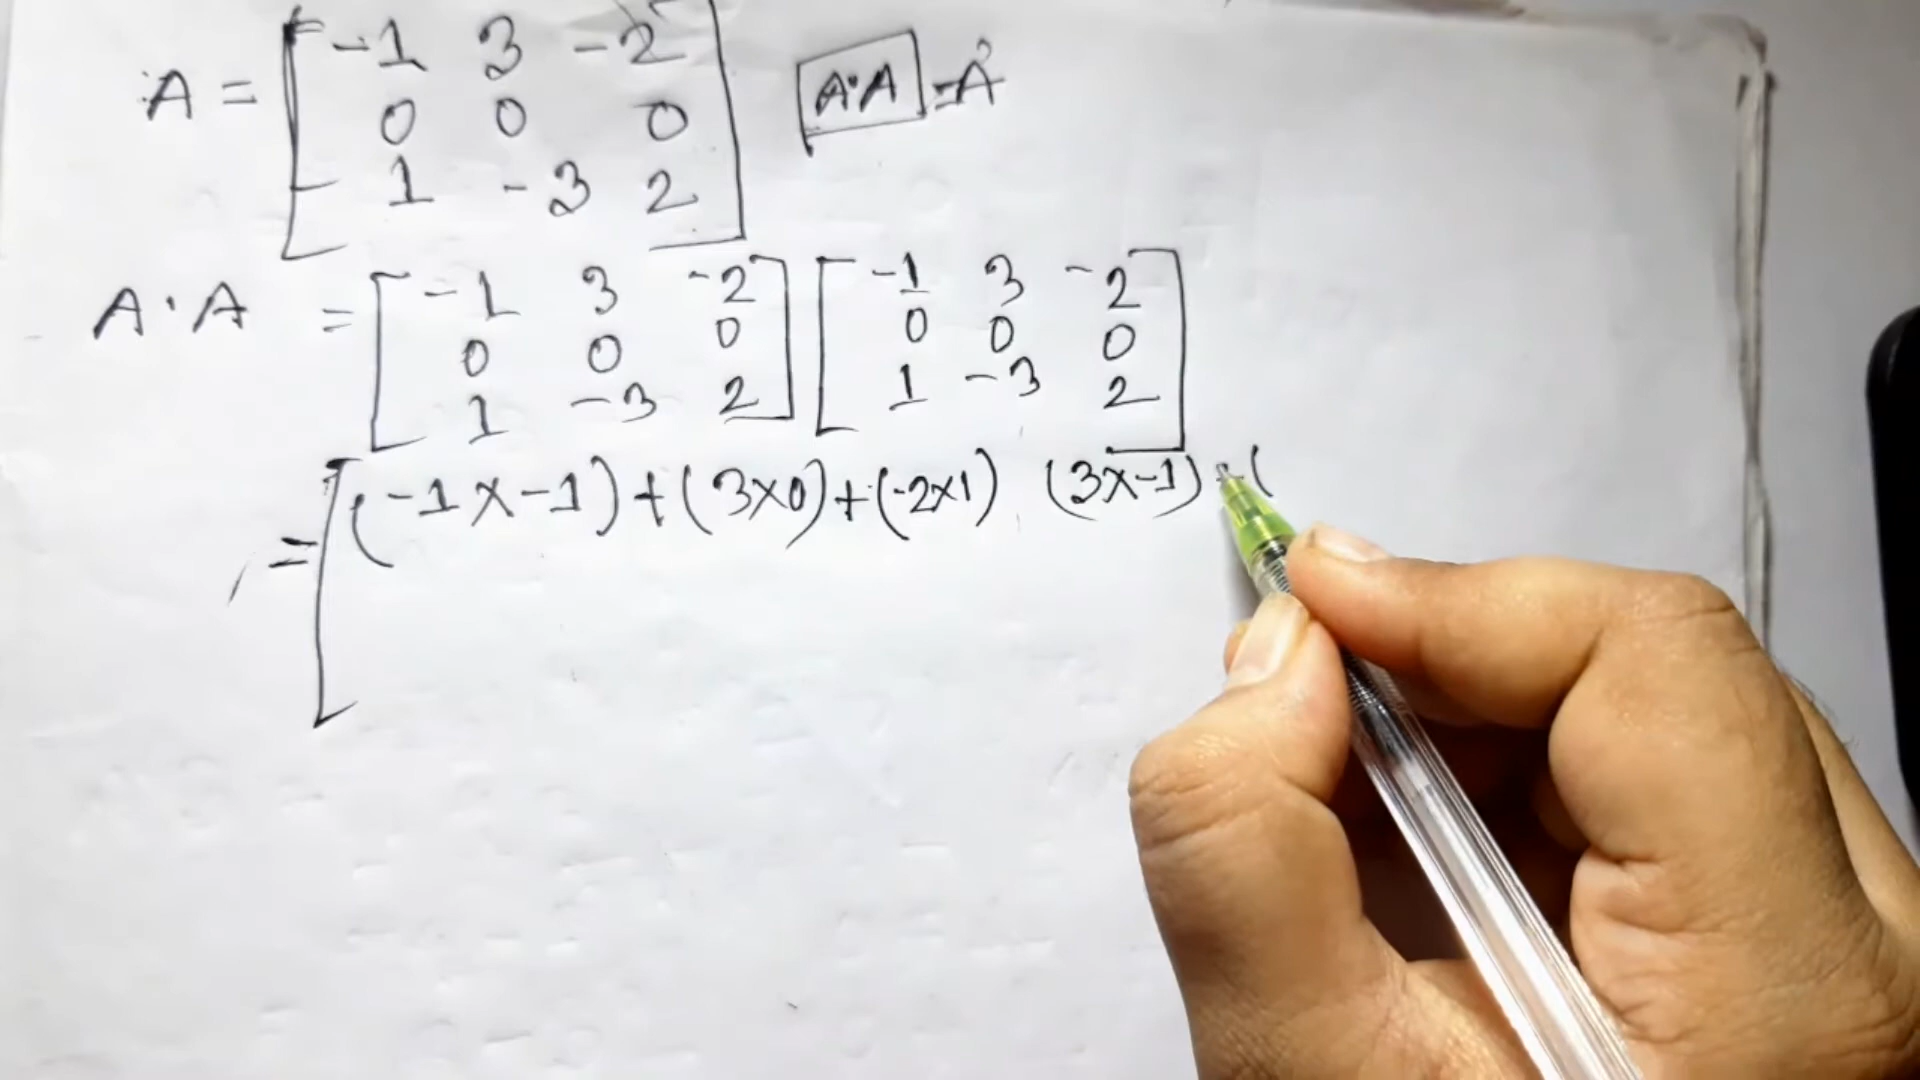 A = [ -1 3 -2
0 0 0
1 -3 2 ]
A·A = A²
A·A = [ -1 3 -2
0 0 0
1 -3 2 ] [ -1 3 -2
0 0 0
1 -3 2 ]
= [ (-1×-1)+(3×0)+(-2×1) (3×-1)+(